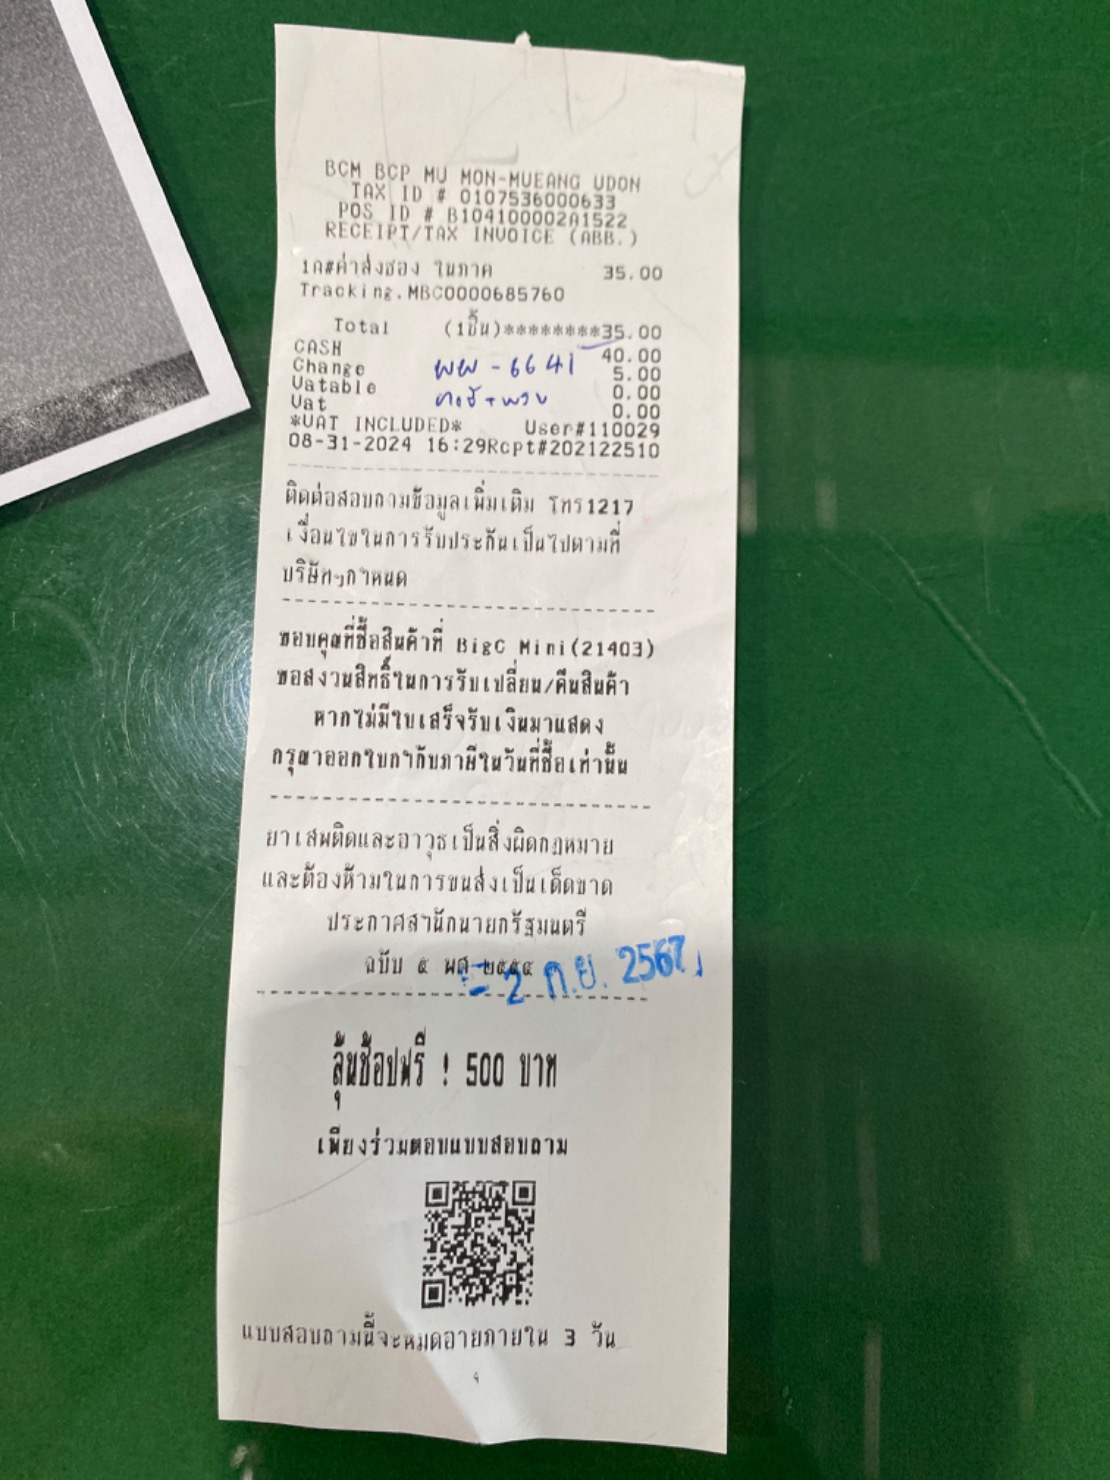 BCM BCP MU MON-MUEANG UDON
TAX ID # 0107536000633
POS ID # B104100002A1522
RECEIPT/TAX INVOICE (ABB.)
1ก#ค่าส่งของ ในภาค 35.00
Tracking.MBC0000685760
Total (1ชิ้น)********35.00
CASH 40.00
Change 5.00
Vatable 0.00
Vat 0.00
ผผ - 6641
*VAT INCLUDED* User#110029
08-31-2024 16:29Rcpt#202122510
ติดต่อสอบถามข้อมูลเพิ่มเติม โทร1217
เงื่อนไขในการรับประกันเป็นไปตามที่
บริษัทฯกำหนด
ขอบคุณที่ซื้อสินค้าที่ BigC Mini(21403)
ขอสงวนสิทธิ์ในการรับเปลี่ยน/คืนสินค้า
หากไม่มีใบเสร็จรับเงินมาแสดง
กรุณาออกใบกำกับภาษีในวันที่ซื้อเท่านั้น
ยาเสพติดและอาวุธเป็นสิ่งผิดกฎหมาย
และต้องห้ามในการขนส่งเป็นเด็ดขาด
ประกาศสำนักนายกรัฐมนตรี
ฉบับ ๕ พศ ๒๕๕๔
- 2 ก.ย. 2567
ลุ้นช้อปฟรี ! 500 บาท
เพียงร่วมตอบแบบสอบถาม
แบบสอบถามนี้จะหมดอายุภายใน 3 วัน